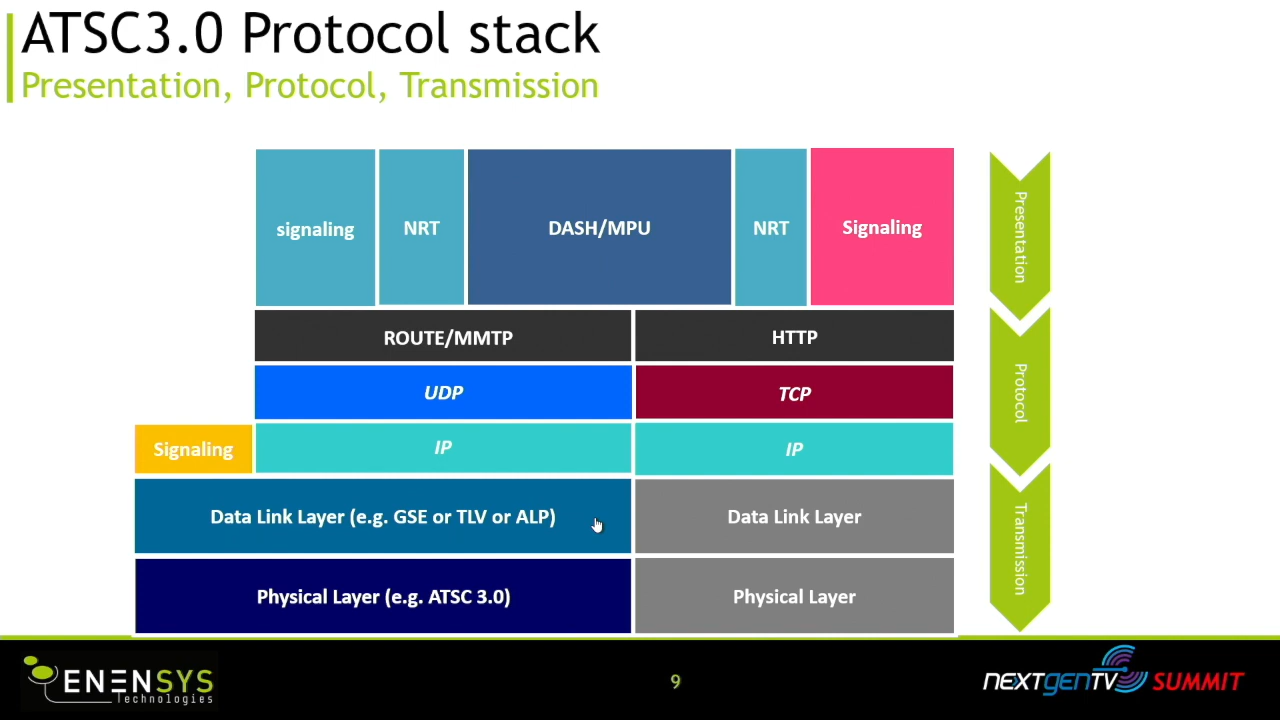 ATSC3.0 Protocol stack
Presentation, Protocol, Transmission
signaling
NRT
DASH/MPU
NRT
Signaling
Presentation
ROUTE/MMTP
HTTP
UDP
TCP
Protocol
Signaling
IP
IP
Data Link Layer (e.g. GSE or TLV or ALP)
Data Link Layer
Transmission
Physical Layer (e.g. ATSC 3.0)
Physical Layer
ENENSYS
Technologies
9
NEXTGENTV SUMMIT